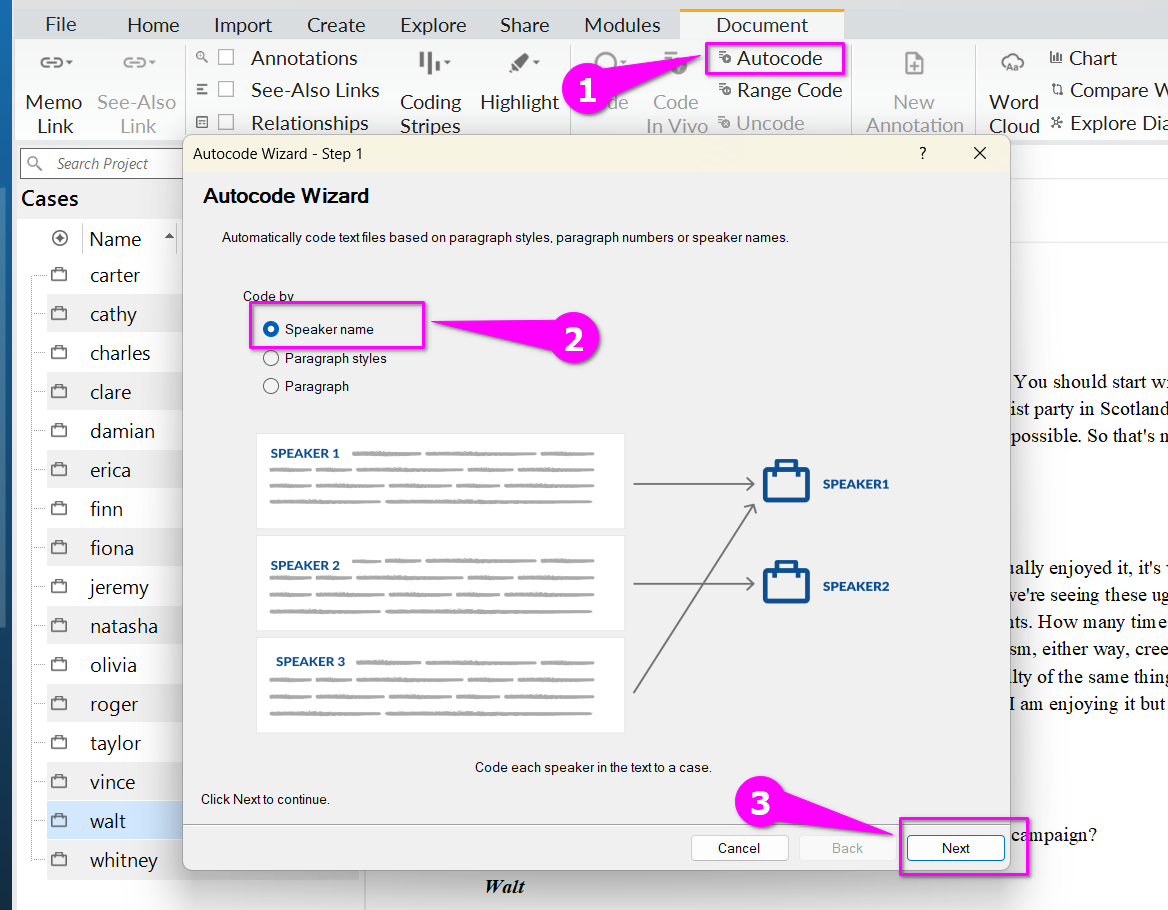 File Home Import Create Explore Share Modules Document
Annotations Autocode Chart
See-Also Links Range Code Compare W
Memo Link See-Also Link Relationships Coding Stripes Highlight de Code In Vivo Uncode New Annotation Word Cloud Explore Dia
1
Search Project
Cases
Name
carter
cathy
charles
clare
damian
erica
finn
fiona
jeremy
natasha
olivia
roger
taylor
vince
walt
whitney
Autocode Wizard - Step 1 ?
Autocode Wizard
Automatically code text files based on paragraph styles, paragraph numbers or speaker names.
Code by
Speaker name
2
Paragraph styles
Paragraph
SPEAKER 1
SPEAKER1
SPEAKER 2
SPEAKER2
SPEAKER 3
Code each speaker in the text to a case.
Click Next to continue.
3
Cancel Back Next
You should start wi
ist party in Scotland
possible. So that's m
ually enjoyed it, it's
we're seeing these ug
nts. How many time
sm, either way, cree
lty of the same thing
I am enjoying it but
campaign?
Walt